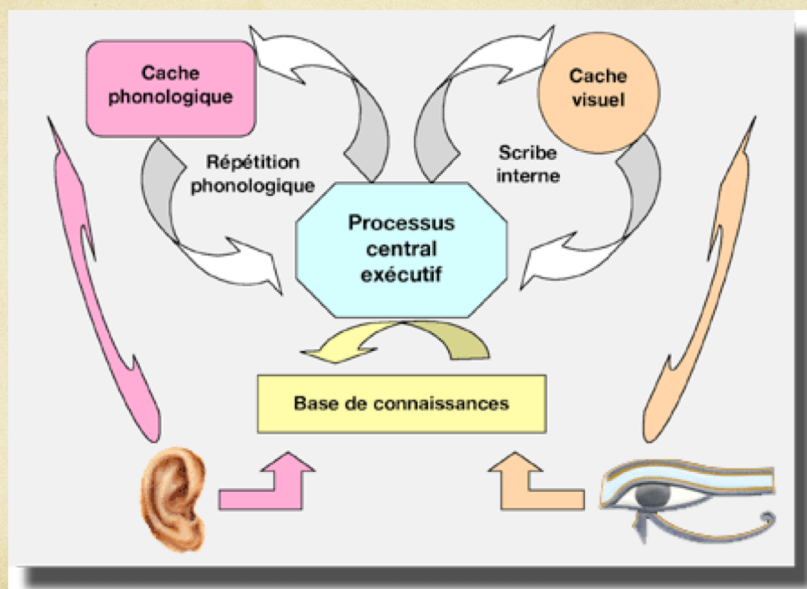 Cache
phonologique
Cache
visuel
Répétition
phonologique
Scribe
interne
Processus
central
exécutif
Base de connaissances